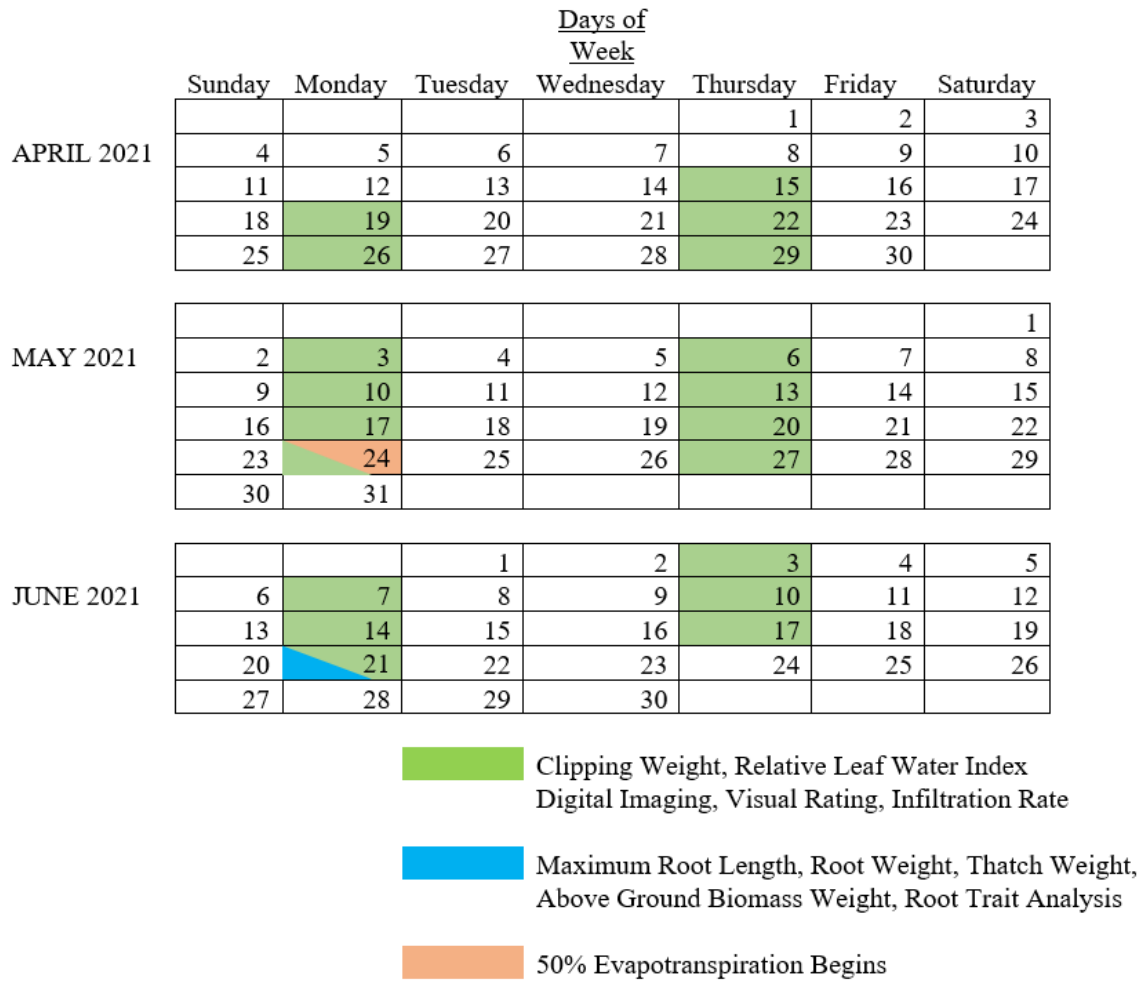 Days of
Week
Sunday Monday Tuesday Wednesday Thursday Friday Saturday
1 2 3
APRIL 2021 4 5 6 7 8 9 10
11 12 13 14 15 16 17
18 19 20 21 22 23 24
25 26 27 28 29 30
1
MAY 2021 2 3 4 5 6 7 8
9 10 11 12 13 14 15
16 17 18 19 20 21 22
23 24 25 26 27 28 29
30 31
1 2 3 4 5
JUNE 2021 6 7 8 9 10 11 12
13 14 15 16 17 18 19
20 21 22 23 24 25 26
27 28 29 30
Clipping Weight, Relative Leaf Water Index
Digital Imaging, Visual Rating, Infiltration Rate
Maximum Root Length, Root Weight, Thatch Weight,
Above Ground Biomass Weight, Root Trait Analysis
50% Evapotranspiration Begins